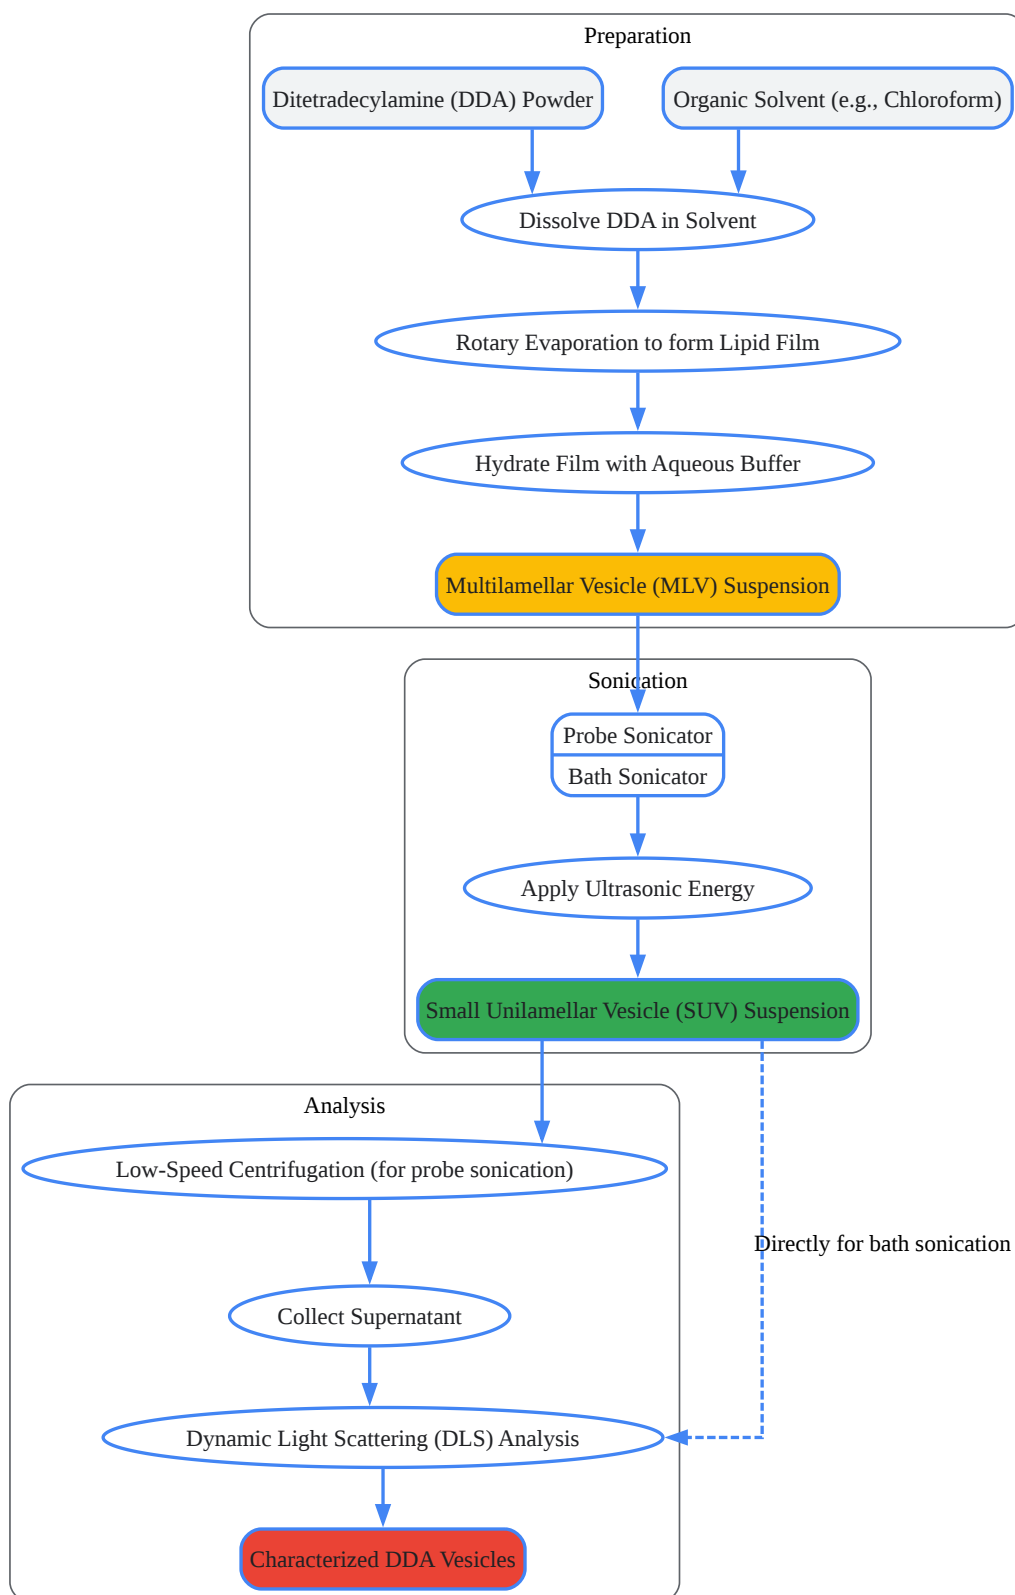 Preparation
Ditetradecylamine (DDA) Powder
Organic Solvent (e.g., Chloroform)
Dissolve DDA in Solvent
Rotary Evaporation to form Lipid Film
Hydrate Film with Aqueous Buffer
Multilamellar Vesicle (MLV) Suspension
Sonication
Probe Sonicator
Bath Sonicator
Apply Ultrasonic Energy
Small Unilamellar Vesicle (SUV) Suspension
Analysis
Low-Speed Centrifugation (for probe sonication)
Directly for bath sonication
Collect Supernatant
Dynamic Light Scattering (DLS) Analysis
Characterized DDA Vesicles